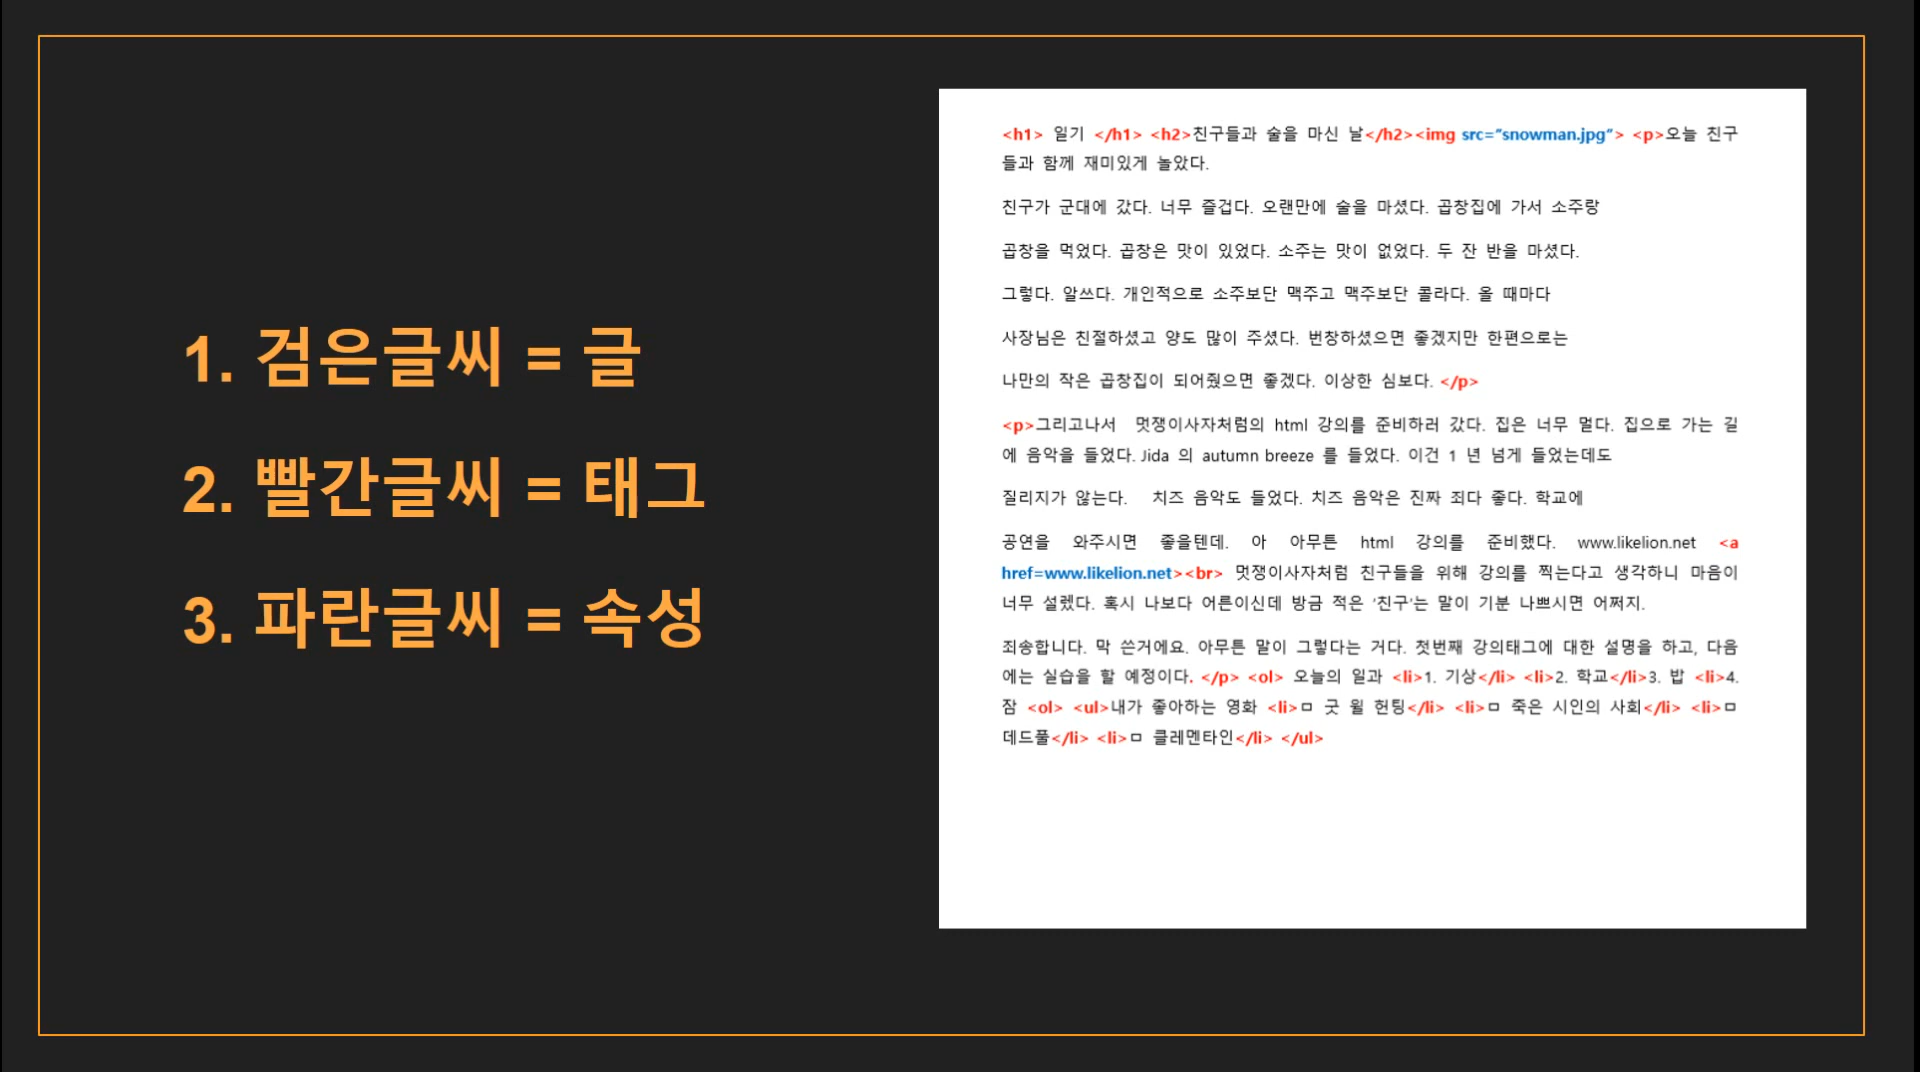 1. 검은글씨 = 글
2. 빨간글씨 = 태그
3. 파란글씨 = 속성
<h1> 일기 </h1> <h2>친구들과 술을 마신 날</h2><img src="snowman.jpg"> <p>오늘 친구
들과 함께 재미있게 놀았다.
친구가 군대에 갔다. 너무 즐겁다. 오랜만에 술을 마셨다. 곱창집에 가서 소주랑
곱창을 먹었다. 곱창은 맛이 있었다. 소주는 맛이 없었다. 두 잔 반을 마셨다.
그렇다. 알쓰다. 개인적으로 소주보단 맥주고 맥주보단 콜라다. 올 때마다
사장님은 친절하셨고 양도 많이 주셨다. 번창하셨으면 좋겠지만 한편으로는
나만의 작은 곱창집이 되어줬으면 좋겠다. 이상한 심보다. </p>
<p>그리고나서 멋쟁이사자처럼의 html 강의를 준비하러 갔다. 집은 너무 멀다. 집으로 가는 길
에 음악을 들었다. Jida 의 autumn breeze 를 들었다. 이건 1 년 넘게 들었는데도
질리지가 않는다. 치즈 음악도 들었다. 치즈 음악은 진짜 죄다 좋다. 학교에
공연을 와주시면 좋을텐데. 아 아무튼 html 강의를 준비했다. www.likelion.net <a
href=www.likelion.net><br> 멋쟁이사자처럼 친구들을 위해 강의를 찍는다고 생각하니 마음이
너무 설렜다. 혹시 나보다 어른이신데 방금 적은 '친구'는 말이 기분 나쁘시면 어쩌지.
죄송합니다. 막 쓴거에요. 아무튼 말이 그렇다는 거다. 첫번째 강의태그에 대한 설명을 하고, 다음
에는 실습을 할 예정이다. </p> <ol> 오늘의 일과 <li>1. 기상</li> <li>2. 학교</li>3. 밥 <li>4.
잠 <ol> <ul>내가 좋아하는 영화 <li>ㅁ 굿 윌 헌팅</li> <li>ㅁ 죽은 시인의 사회</li> <li>ㅁ
데드풀</li> <li>ㅁ 클레멘타인</li> </ul>